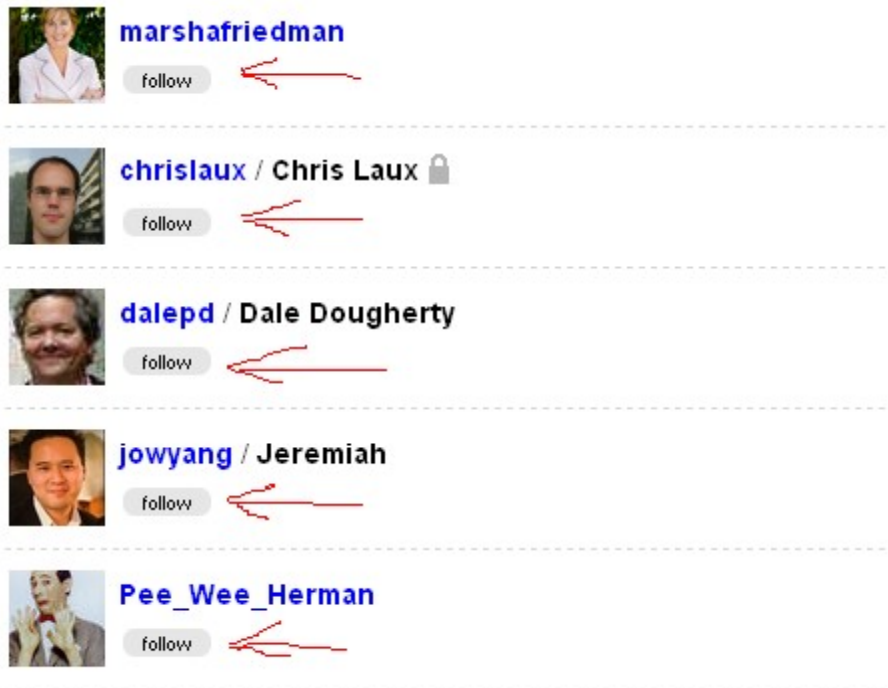 marshafriedman
follow
chrislaux / Chris Laux
follow
dalepd / Dale Dougherty
follow
jowyang / Jeremiah
follow
Pee_Wee_Herman
follow